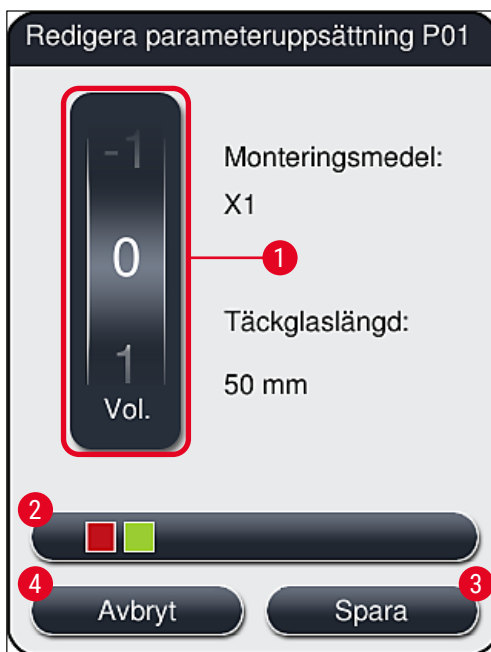 Redigera parameteruppsättning P01
-1
0
1
Vol.
1
Monteringsmedel:
X1
Täckglaslängd:
50 mm
2
4
Avbryt
3
Spara